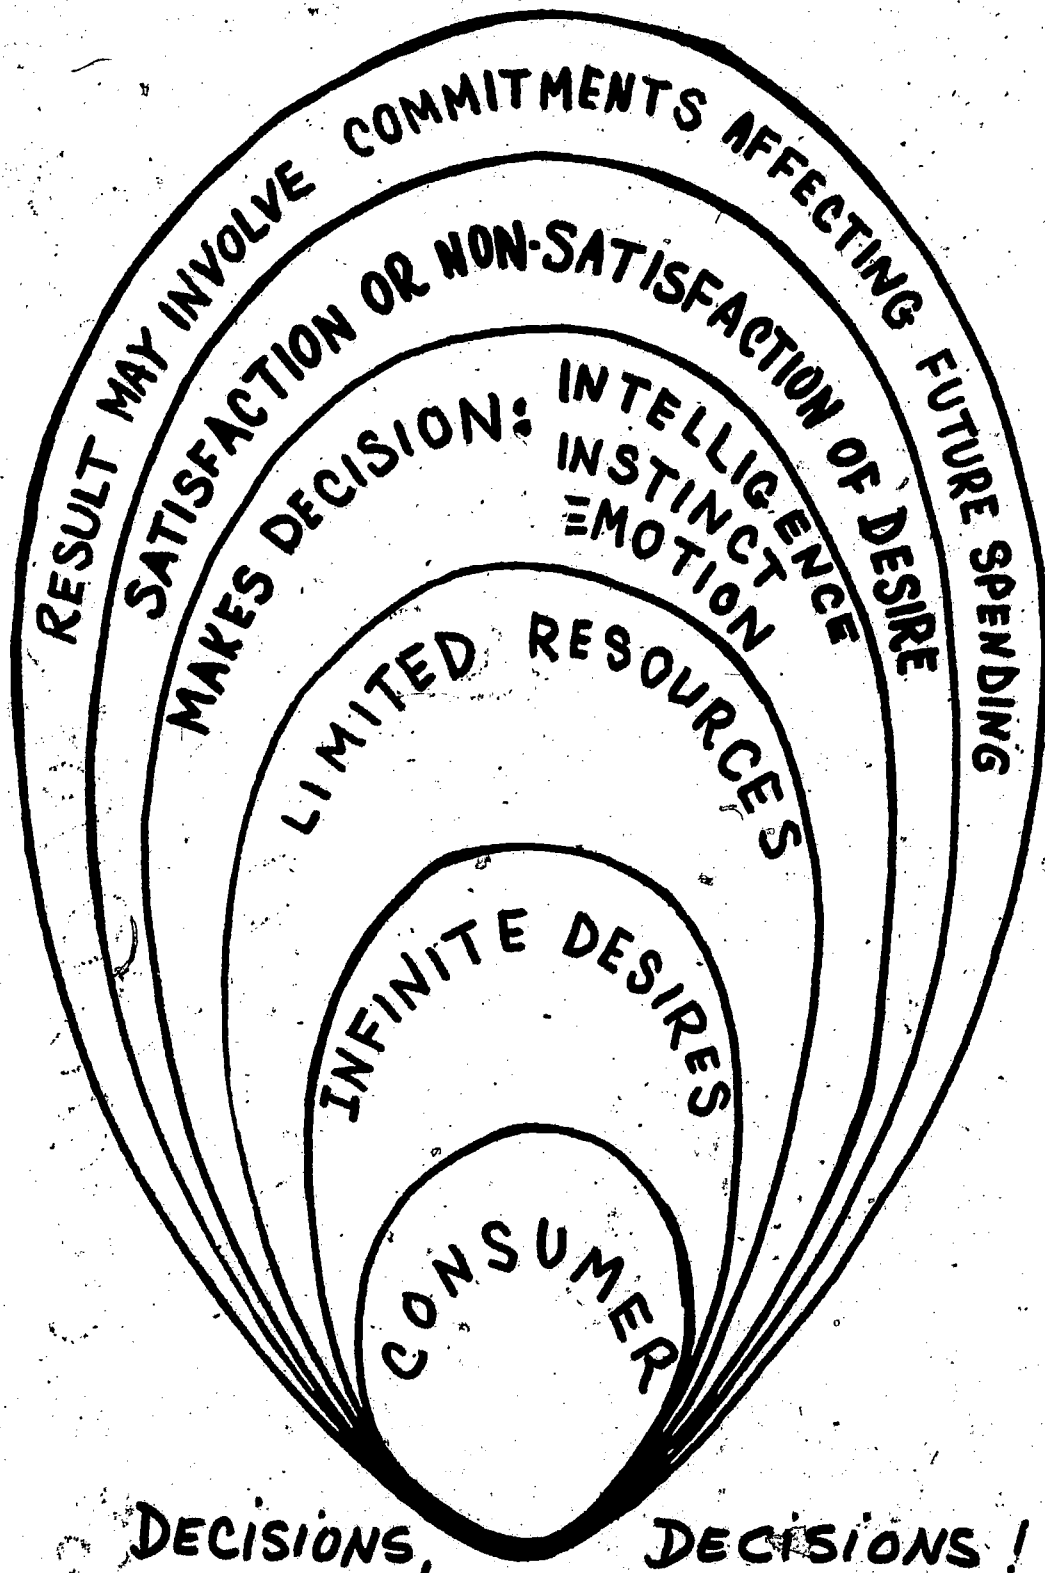 RESULT MAY INVOLVE COMMITMENTS AFFECTING FUTURE SPENDING
SATISFACTION OR NON-SATISFACTION OF DESIRE
MAKES DECISION: INTELLIGENCE
INSTINCT
EMOTION
LIMITED RESOURCES
INFINITE DESIRES
CONSUMER
DECISIONS, DECISIONS!